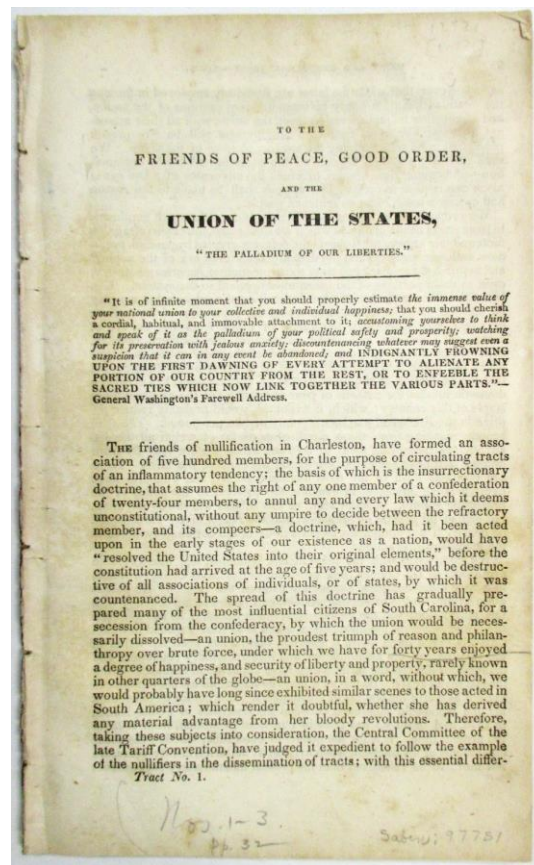 TO THE
FRIENDS OF PEACE, GOOD ORDER,
AND THE
UNION OF THE STATES,
"THE PALLADIUM OF OUR LIBERTIES."
"It is of infinite moment that you should properly estimate the immense value of
your national union to your collective and individual happiness; that you should cherish
a cordial, habitual, and immovable attachment to it; accustoming yourselves to think
and speak of it as the palladium of your political safety and prosperity; watching
for its preservation with jealous anxiety; discountenancing whatever may suggest even a
suspicion that it can in any event be abandoned; and INDIGNANTLY FROWNING
UPON THE FIRST DAWNING OF EVERY ATTEMPT TO ALIENATE ANY
PORTION OF OUR COUNTRY FROM THE REST, OR TO ENFEEBLE THE
SACRED TIES WHICH NOW LINK TOGETHER THE VARIOUS PARTS."—
General Washington's Farewell Address.
THE friends of nullification in Charleston, have formed an asso-
ciation of five hundred members, for the purpose of circulating tracts
of an inflammatory tendency; the basis of which is the insurrectionary
doctrine, that assumes the right of any one member of a confederation
of twenty-four members, to annul any and every law which it deems
unconstitutional, without any umpire to decide between the refractory
member, and its compeers—a doctrine, which, had it been acted
upon in the early stages of our existence as a nation, would have
"resolved the United States into their original elements," before the
constitution had arrived at the age of five years; and would be destruc-
tive of all associations of individuals, or of states, by which it was
countenanced. The spread of this doctrine has gradually pre-
pared many of the most influential citizens of South Carolina, for a
secession from the confederacy, by which the union would be neces-
sarily dissolved—an union, the proudest triumph of reason and philan-
thropy over brute force, under which we have for forty years enjoyed
a degree of happiness, and security of liberty and property, rarely known
in other quarters of the globe—an union, in a word, without which, we
would probably have long since exhibited similar scenes to those acted in
South America; which render it doubtful, whether she has derived
any material advantage from her bloody revolutions. Therefore,
taking these subjects into consideration, the Central Committee of the
late Tariff Convention, have judged it expedient to follow the example
of the nullifiers in the dissemination of tracts; with this essential differ-
Tract No. 1.
Nos. 1-3.
pp. 32
Sabin: 97751